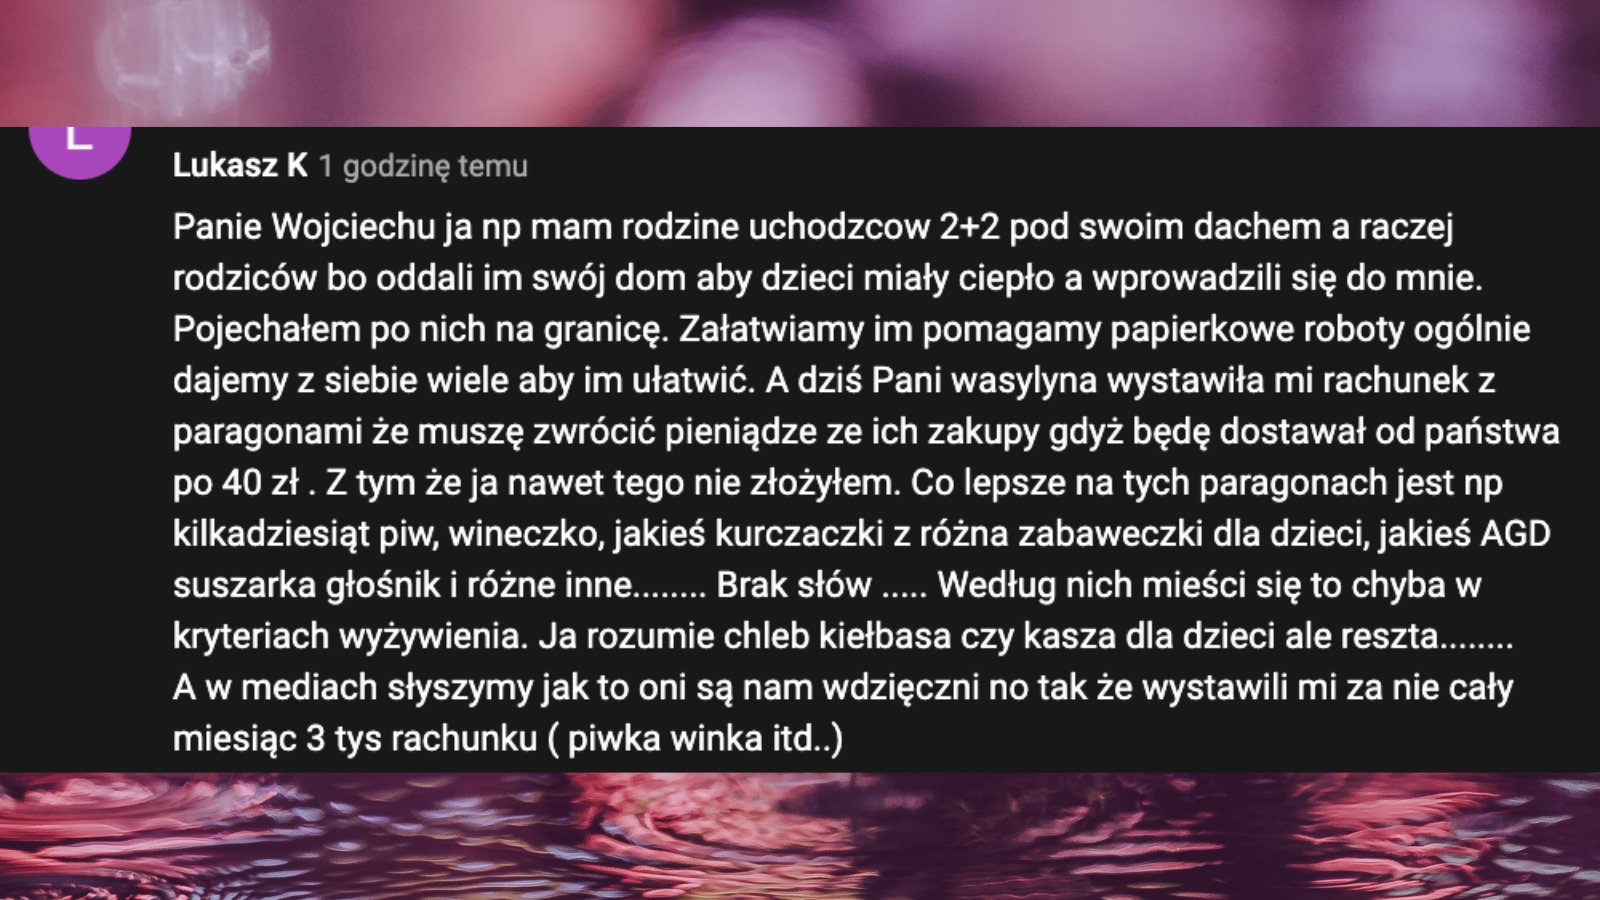 L
Lukasz K 1 godzinę temu
Panie Wojciechu ja np mam rodzine uchodzcow 2+2 pod swoim dachem a raczej
rodziców bo oddali im swój dom aby dzieci miały ciepło a wprowadzili się do mnie.
Pojechałem po nich na granicę. Załatwiamy im pomagamy papierkowe roboty ogólnie
dajemy z siebie wiele aby im ułatwić. A dziś Pani wasylyna wystawiła mi rachunek z
paragonami że muszę zwrócić pieniądze ze ich zakupy gdyż będę dostawał od państwa
po 40 zł . Z tym że ja nawet tego nie złożyłem. Co lepsze na tych paragonach jest np
kilkadziesiąt piw, wineczko, jakieś kurczaczki z różna zabaweczki dla dzieci, jakieś AGD
suszarka głośnik i różne inne........ Brak słów ..... Według nich mieści się to chyba w
kryteriach wyżywienia. Ja rozumie chleb kiełbasa czy kasza dla dzieci ale reszta........
A w mediach słyszymy jak to oni są nam wdzięczni no tak że wystawili mi za nie cały
miesiąc 3 tys rachunku ( piwka winka itd..)